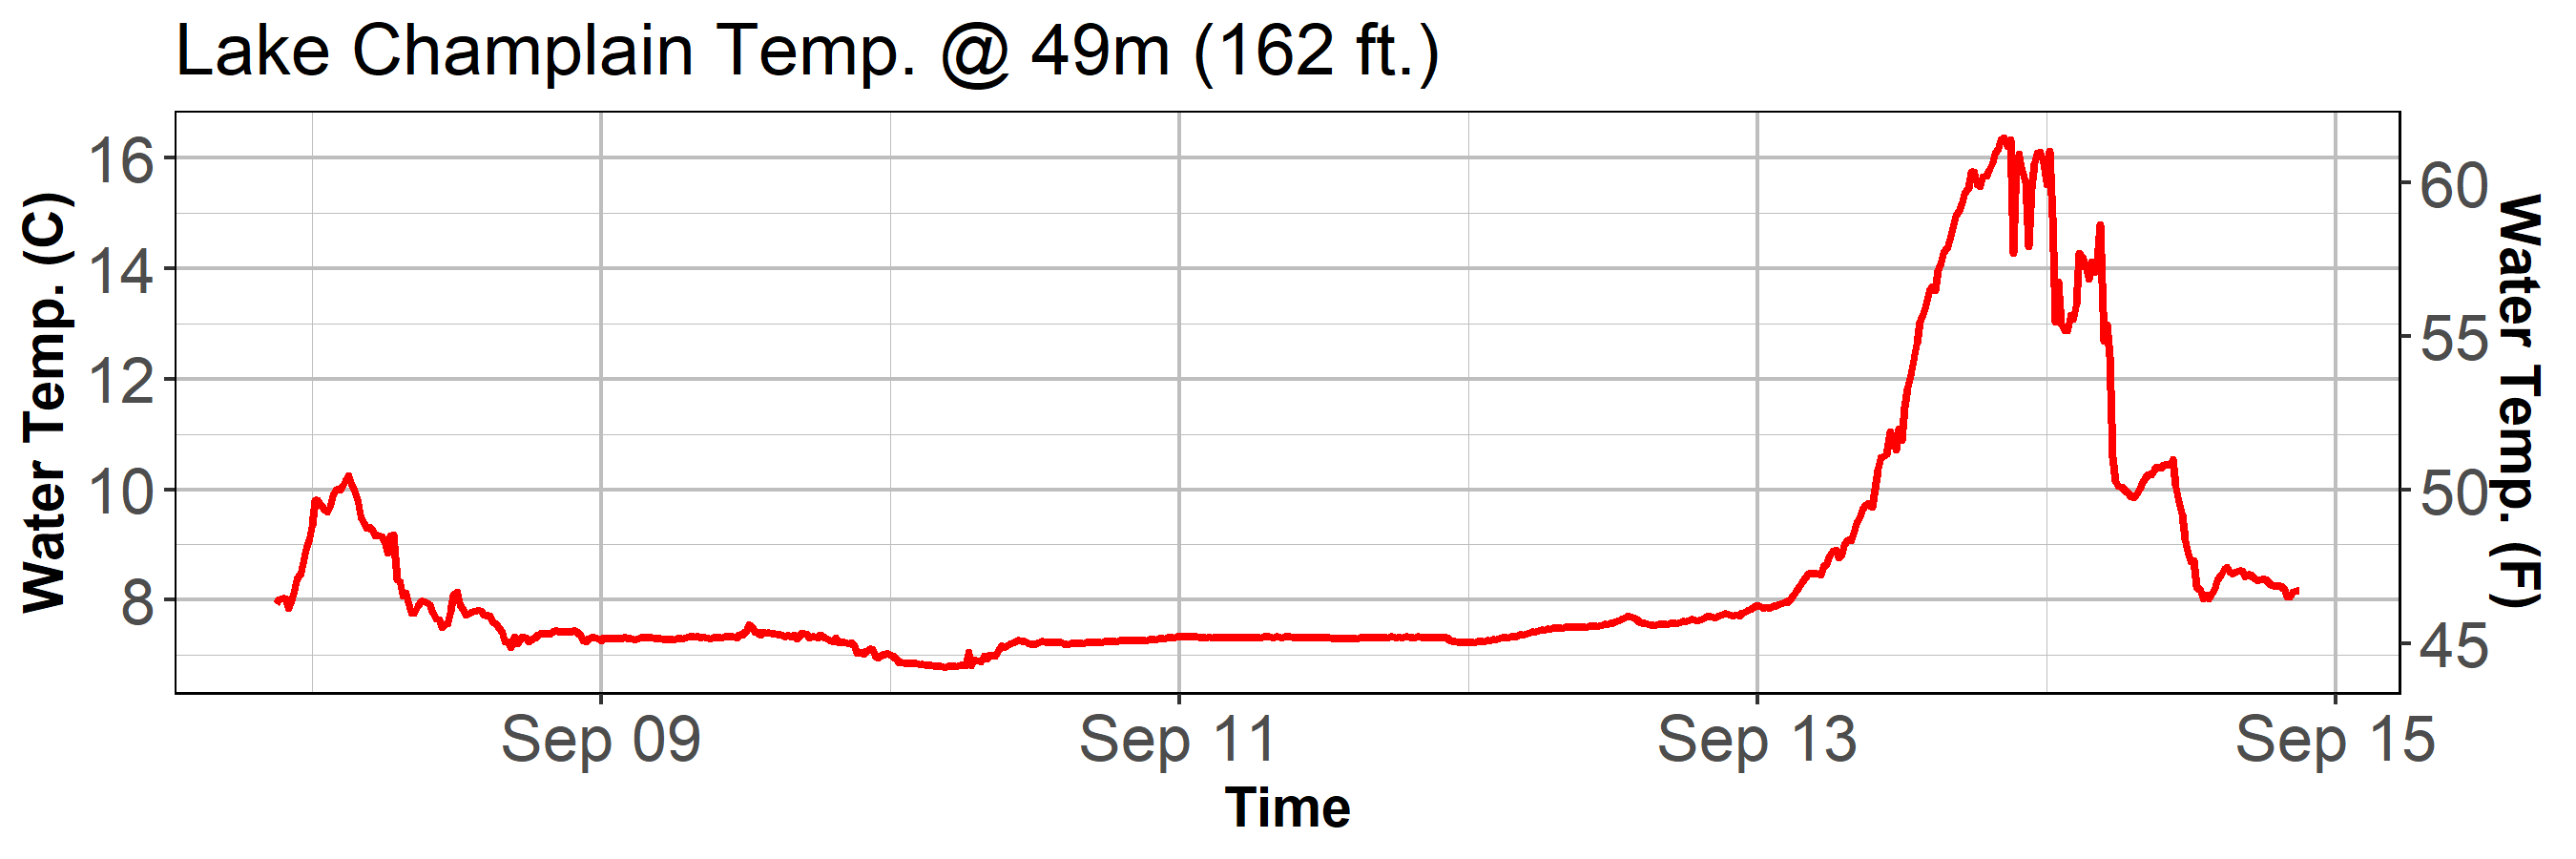 Lake Champlain Temp. @ 49m (162 ft.)
Water Temp. (C)
16
14
12
10
8
60
55
50
45
Water Temp. (F)
Sep 09
Sep 11
Sep 13
Sep 15
Time